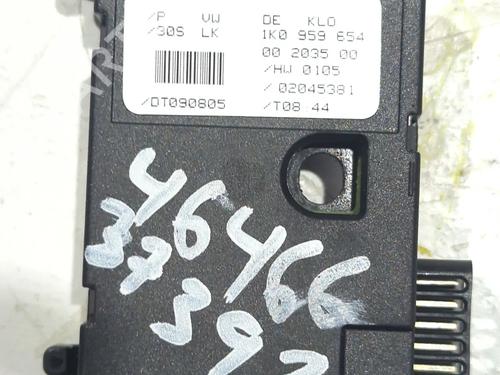 /P VW DE KLO
/30S LK 1K0 959 654
00 2035 00
/HW 0105
/02045381
/DT090805 /T08 44
46466
37392